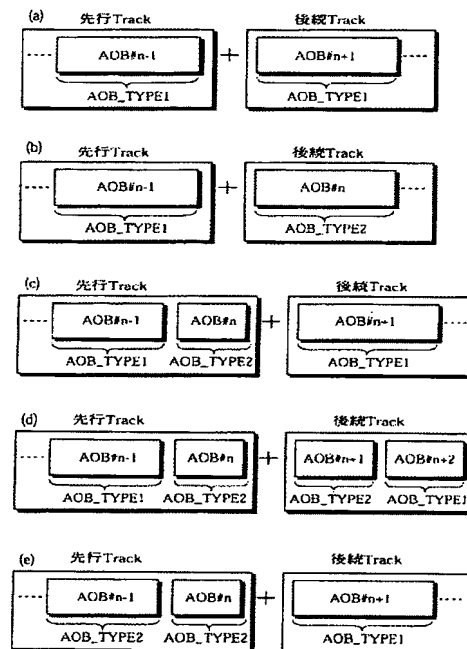 (a) 先行Track 後続Track
AOB#n-1 + AOB#n+1
AOB_TYPE1 AOB_TYPE1
(b) 先行Track 後続Track
AOB#n-1 + AOB#n
AOB_TYPE1 AOB_TYPE2
(c) 先行Track 後続Track
AOB#n-1 AOB#n + AOB#n+1
AOB_TYPE1 AOB_TYPE2 AOB_TYPE1
(d) 先行Track 後続Track
AOB#n-1 AOB#n + AOB#n+1 AOB#n+2
AOB_TYPE1 AOB_TYPE2 AOB_TYPE2 AOB_TYPE1
(e) 先行Track 後続Track
AOB#n-1 AOB#n + AOB#n+1
AOB_TYPE2 AOB_TYPE2 AOB_TYPE1